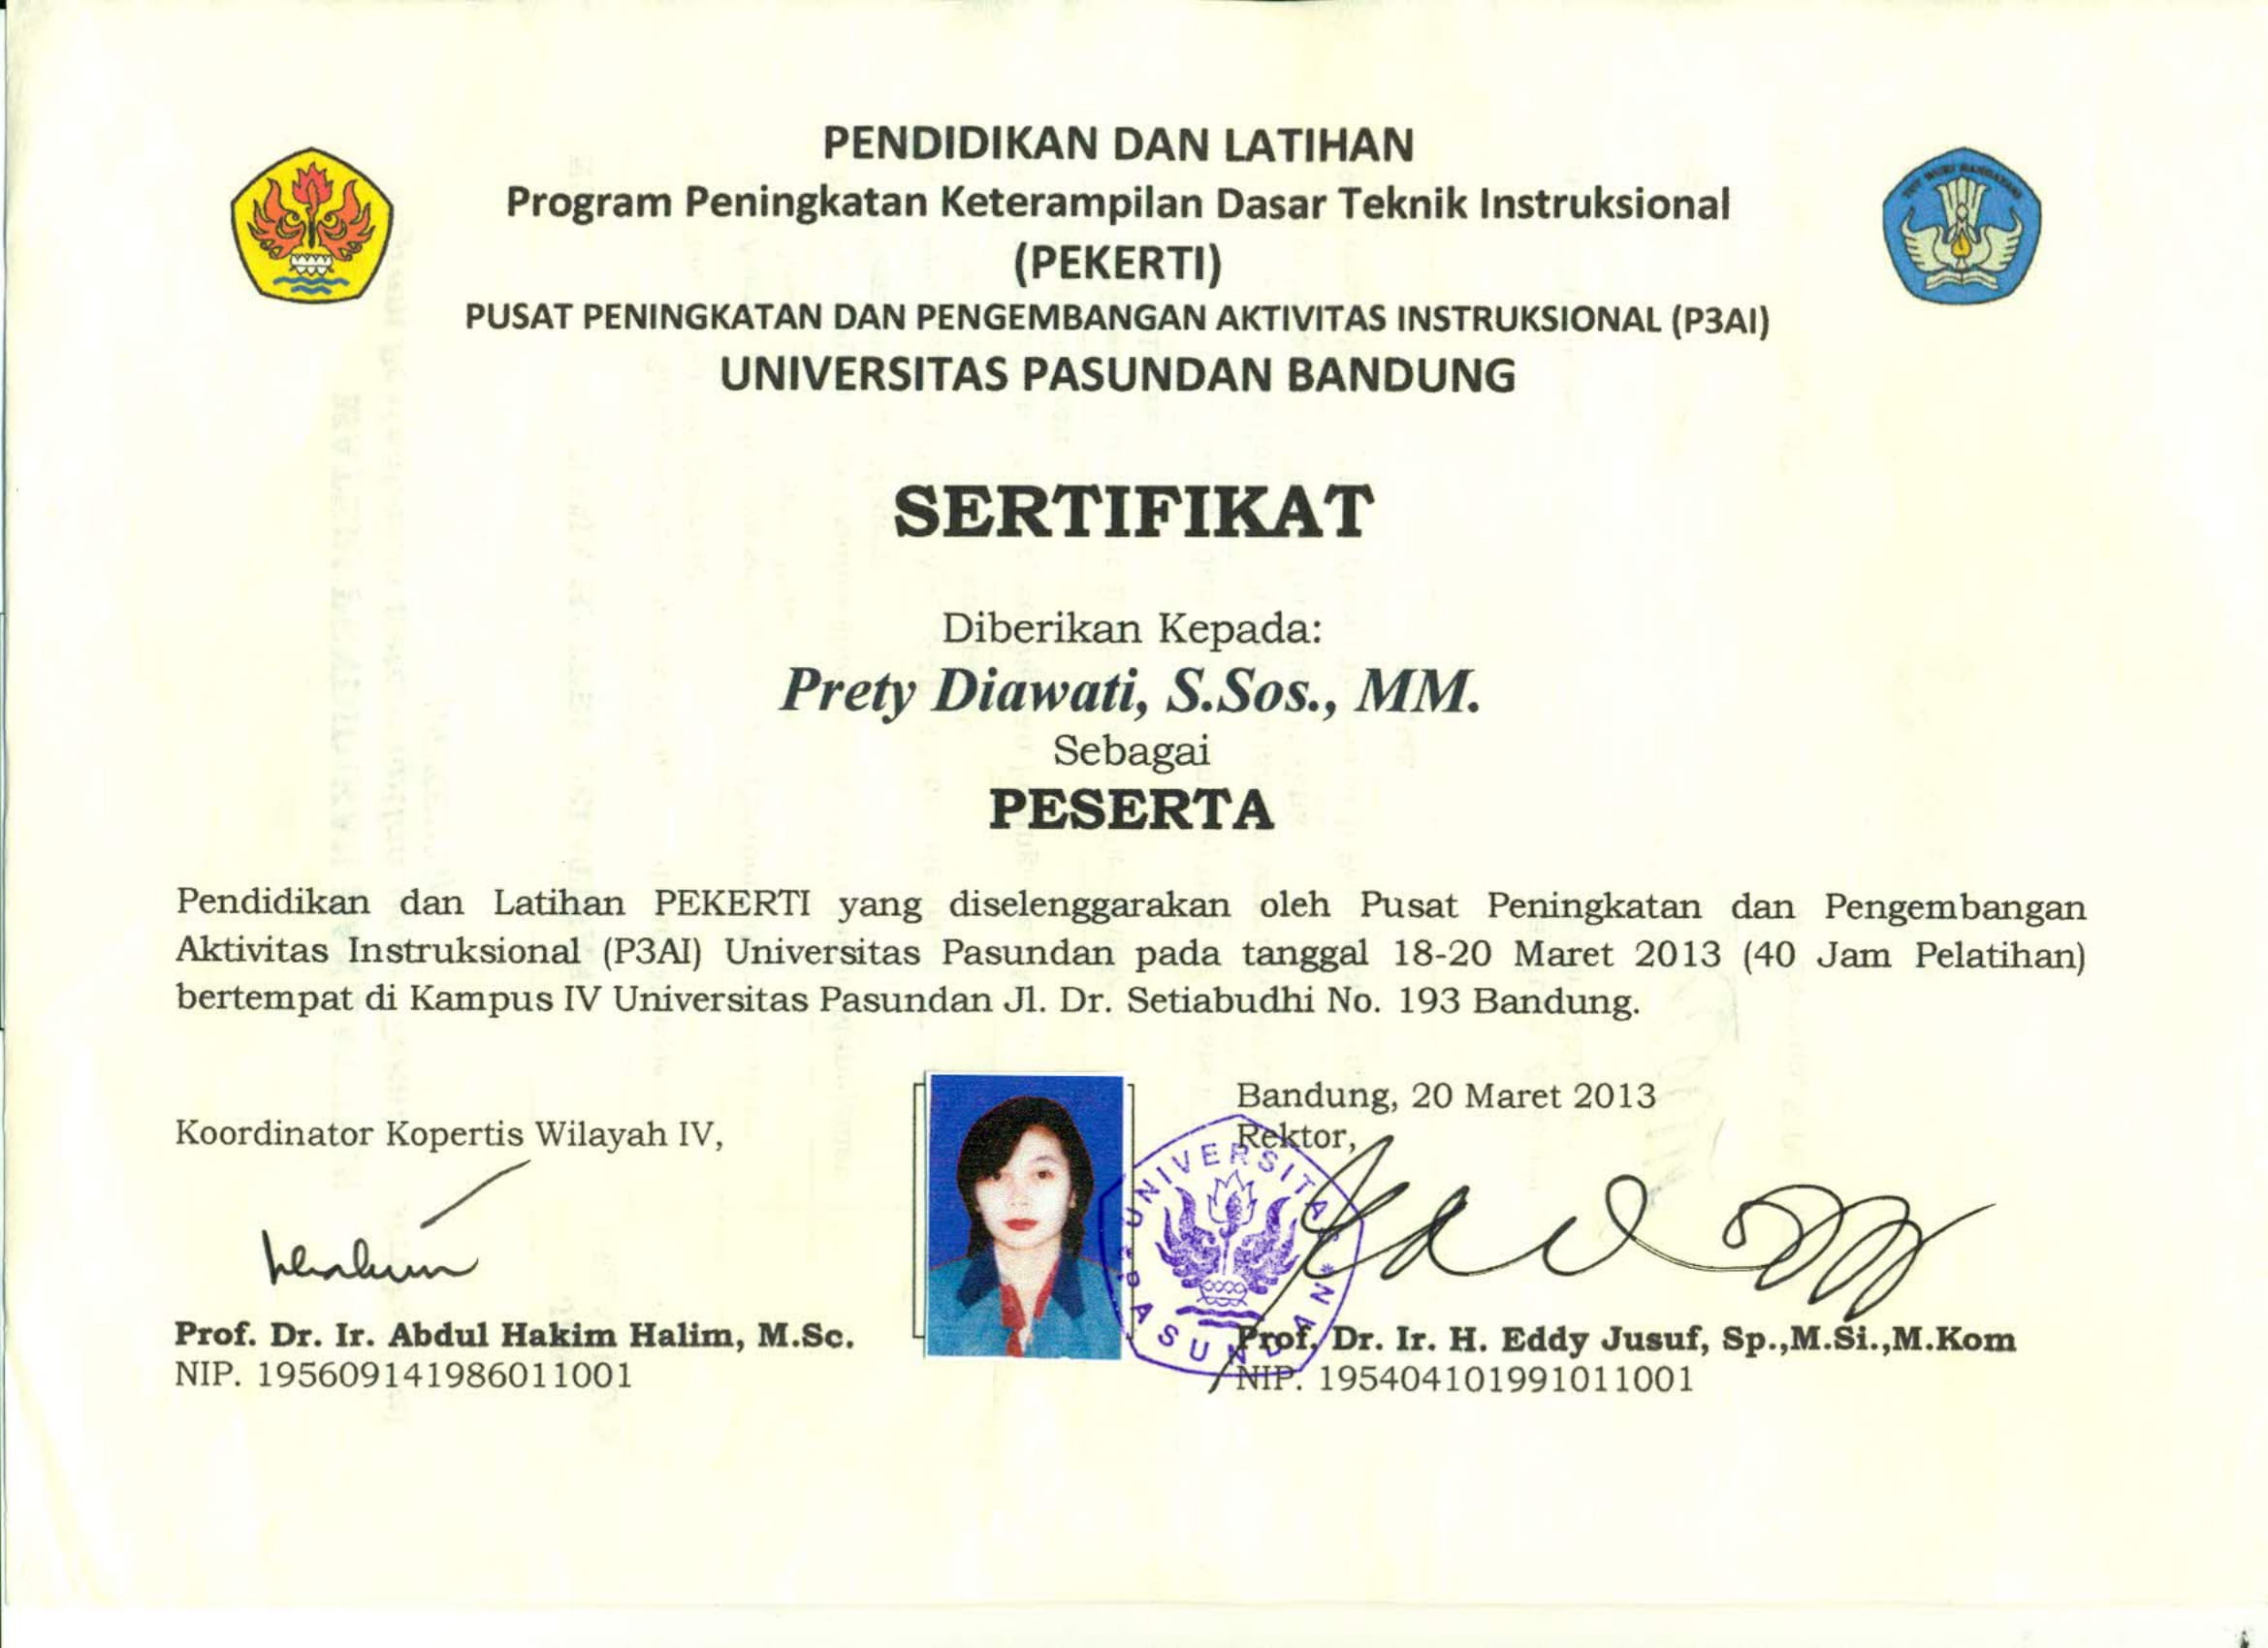 PENDIDIKAN DAN LATIHAN
Program Peningkatan Keterampilan Dasar Teknik Instruksional
(PEKERTI)
PUSAT PENINGKATAN DAN PENGEMBANGAN AKTIVITAS INSTRUKSIONAL (P3AI)
UNIVERSITAS PASUNDAN BANDUNG
TUT WURI HANDAYANI
SERTIFIKAT
Diberikan Kepada:
Prety Diawati, S.Sos., MM.
Sebagai
PESERTA
Pendidikan dan Latihan PEKERTI yang diselenggarakan oleh Pusat Peningkatan dan Pengembangan
Aktivitas Instruksional (P3AI) Universitas Pasundan pada tanggal 18-20 Maret 2013 (40 Jam Pelatihan)
bertempat di Kampus IV Universitas Pasundan Jl. Dr. Setiabudhi No. 193 Bandung.
Koordinator Kopertis Wilayah IV,
Prof. Dr. Ir. Abdul Hakim Halim, M.Sc.
NIP. 195609141986011001
Bandung, 20 Maret 2013
Rektor,
UNIVERSITAS PASUNDAN
Prof. Dr. Ir. H. Eddy Jusuf, Sp.,M.Si.,M.Kom
NIP. 195404101991011001